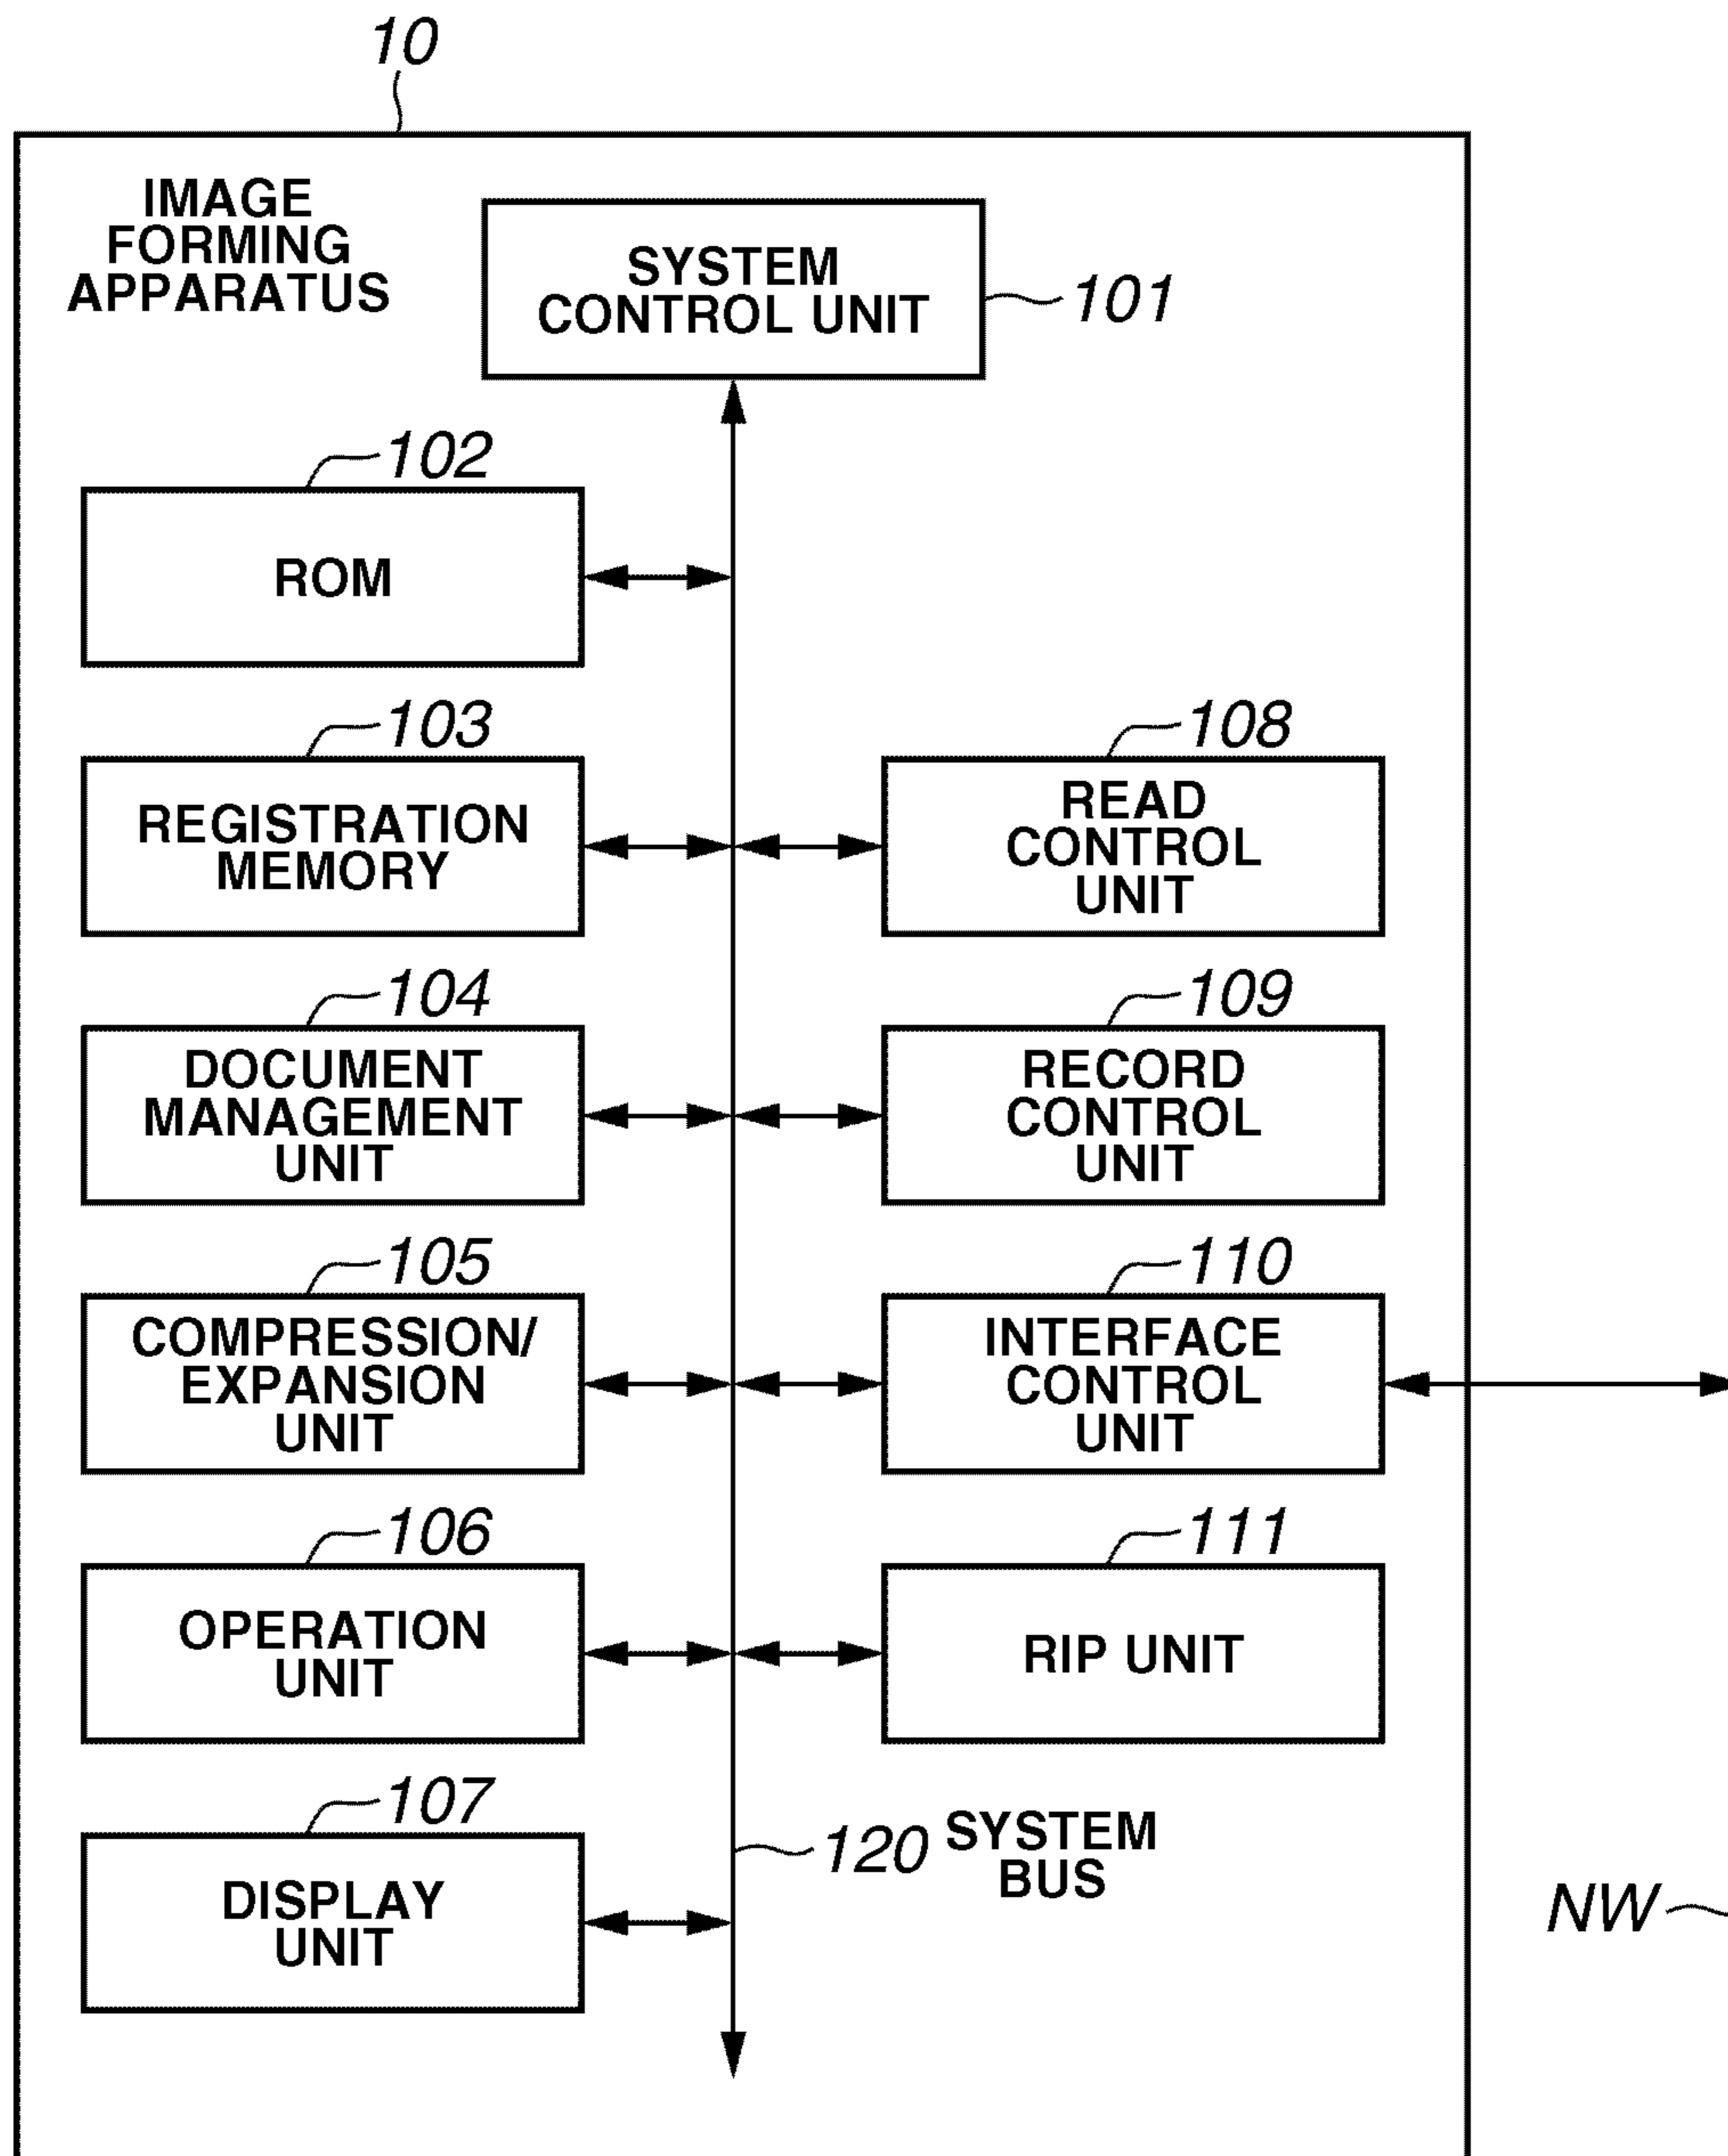 10
IMAGE
FORMING
APPARATUS
SYSTEM
CONTROL UNIT
101
102
ROM
103
REGISTRATION
MEMORY
108
READ
CONTROL
UNIT
104
DOCUMENT
MANAGEMENT
UNIT
109
RECORD
CONTROL
UNIT
105
COMPRESSION/
EXPANSION
UNIT
110
INTERFACE
CONTROL
UNIT
106
OPERATION
UNIT
111
RIP UNIT
107
DISPLAY
UNIT
120
SYSTEM
BUS
NW